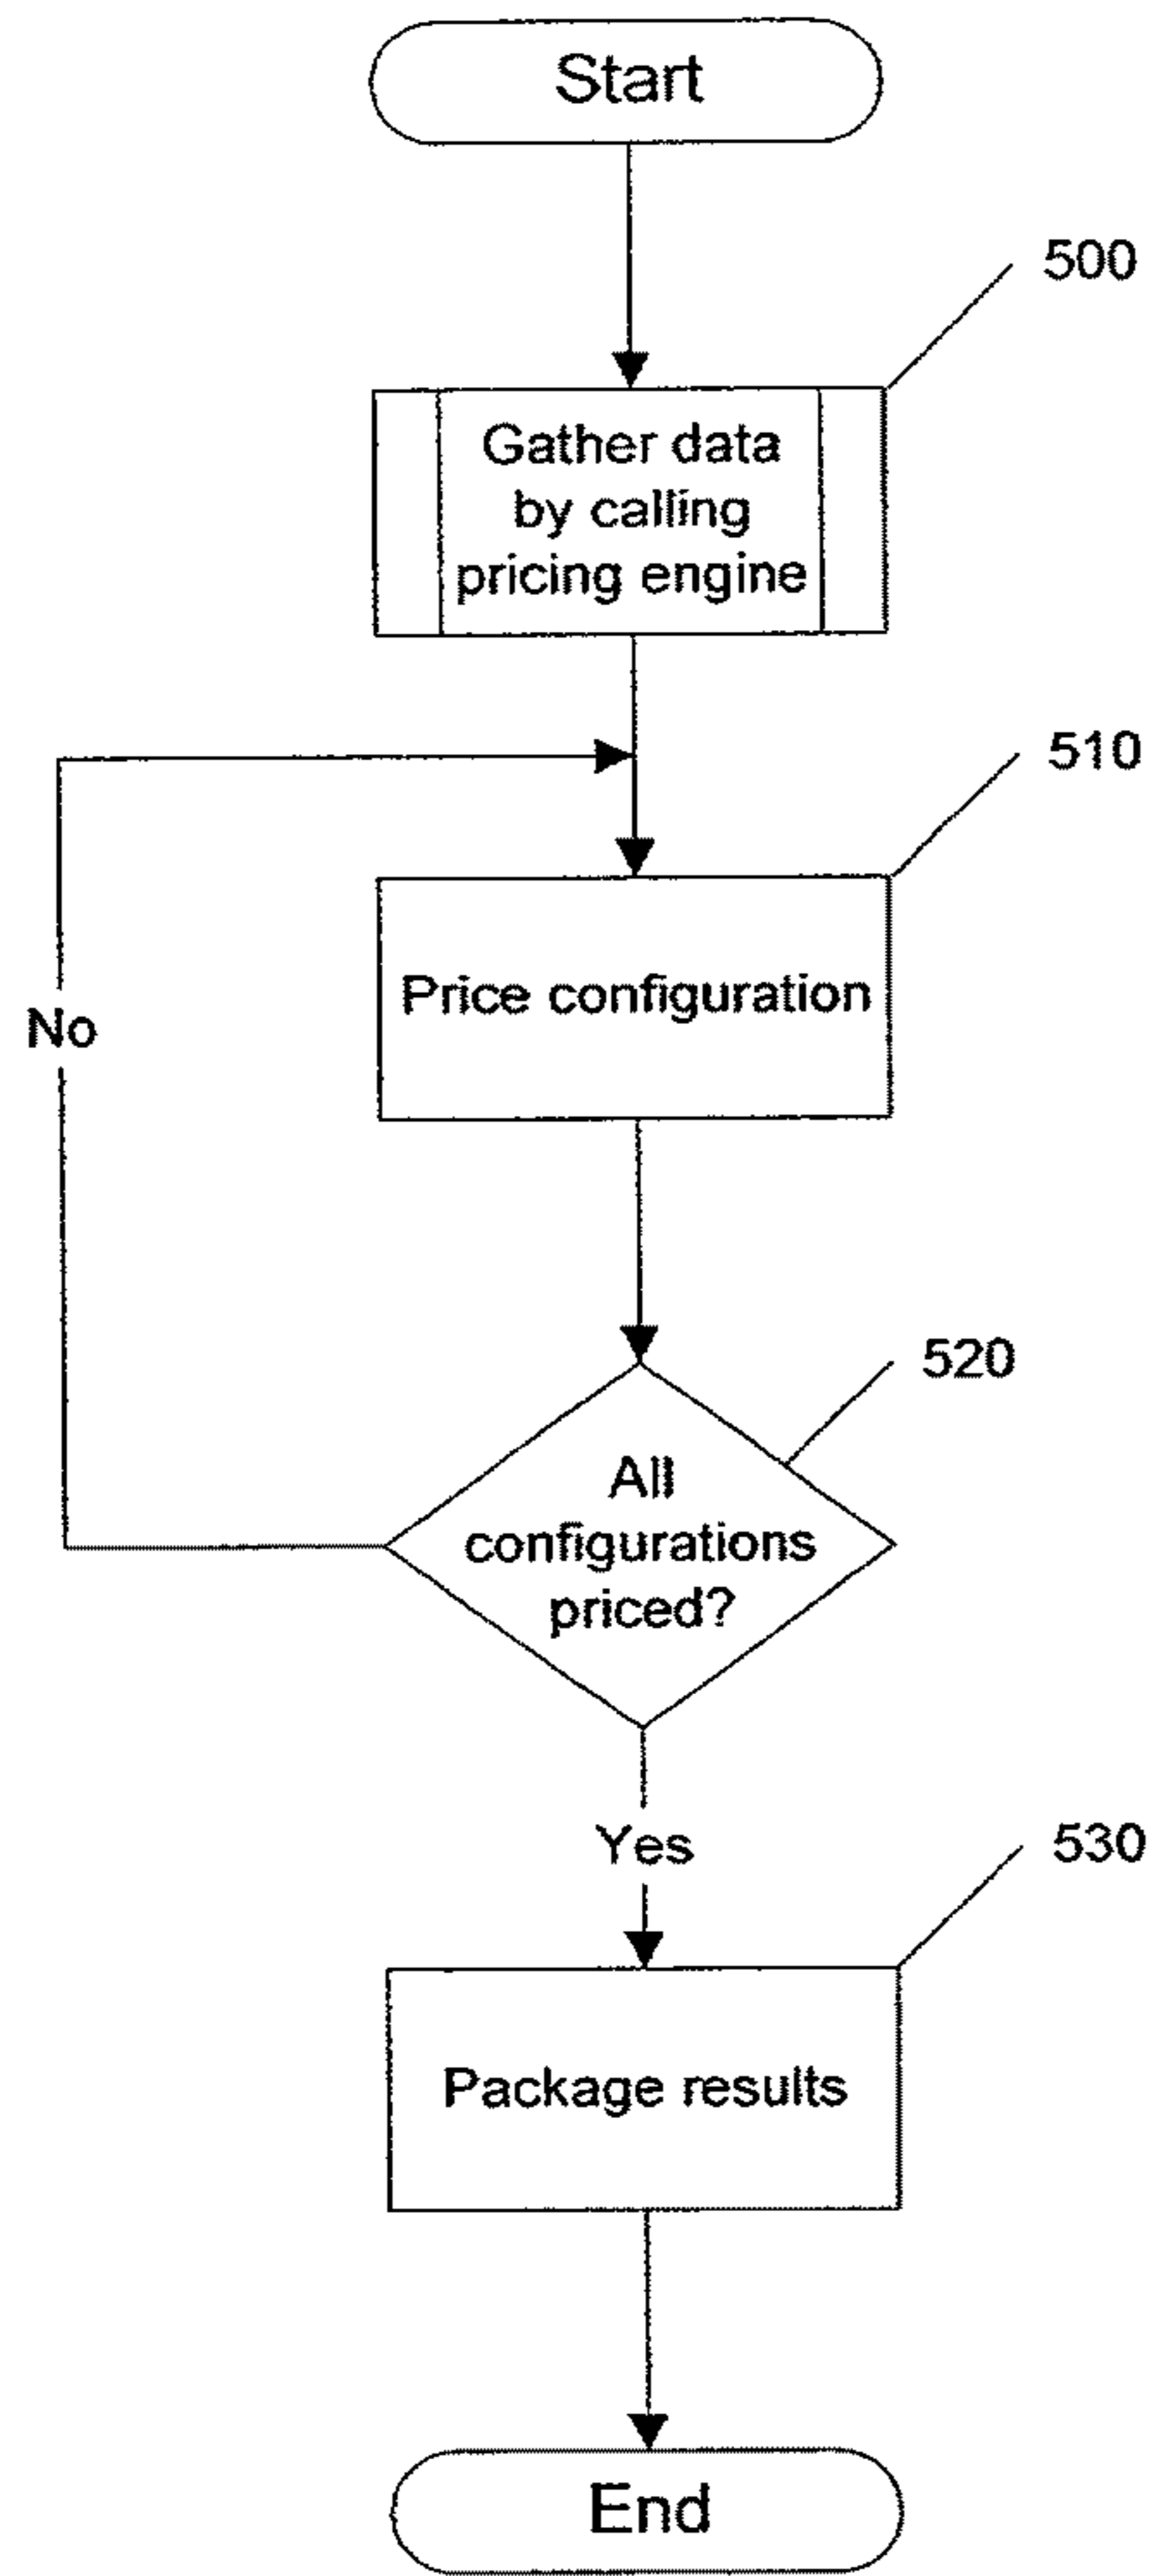 Start
500
Gather data
by calling
pricing engine
510
Price configuration
No
520
All
configurations
priced?
Yes
530
Package results
End